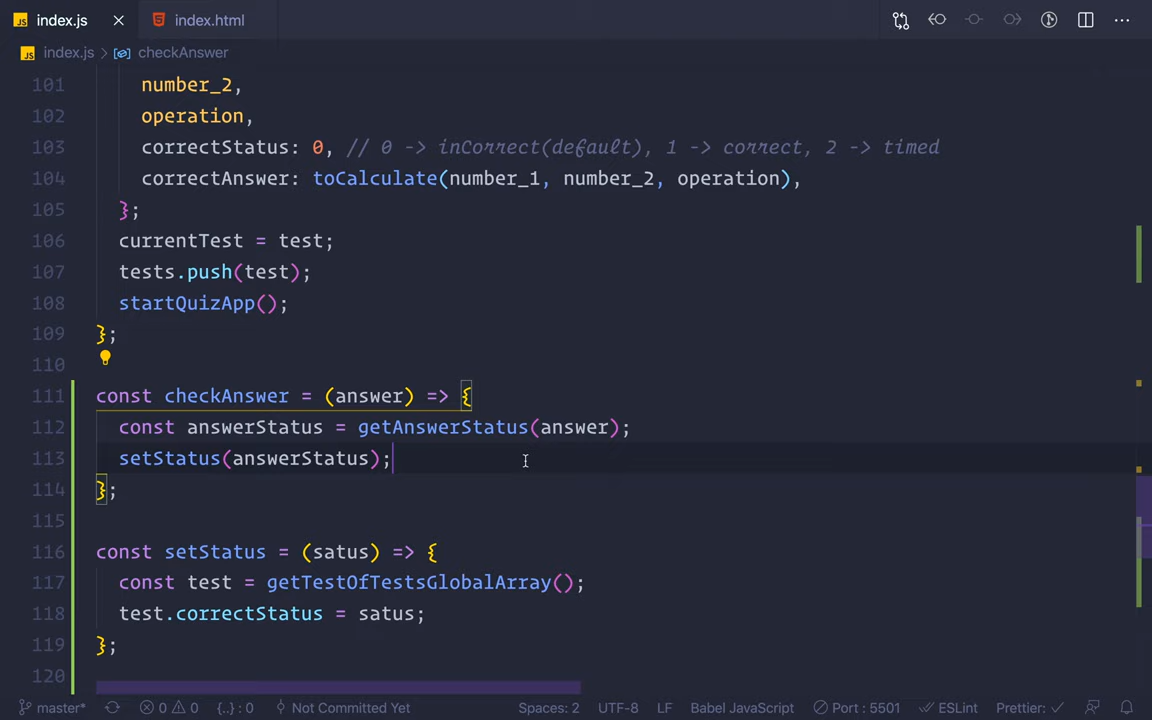 JS index.js × index.html
JS index.js > checkAnswer
101 number_2,
102 operation,
103 correctStatus: 0, // 0 -> inCorrect(default), 1 -> correct, 2 -> timed
104 correctAnswer: toCalculate(number_1, number_2, operation),
105 };
106 currentTest = test;
107 tests.push(test);
108 startQuizApp();
109 };
110
111 const checkAnswer = (answer) => {
112 const answerStatus = getAnswerStatus(answer);
113 setStatus(answerStatus);
114 };
115
116 const setStatus = (satus) => {
117 const test = getTestOfTestsGlobalArray();
118 test.correctStatus = satus;
119 };
120
master* 0 0 {..} : 0 Not Committed Yet Spaces: 2 UTF-8 LF Babel JavaScript Port : 5501 ESLint Prettier: ✓